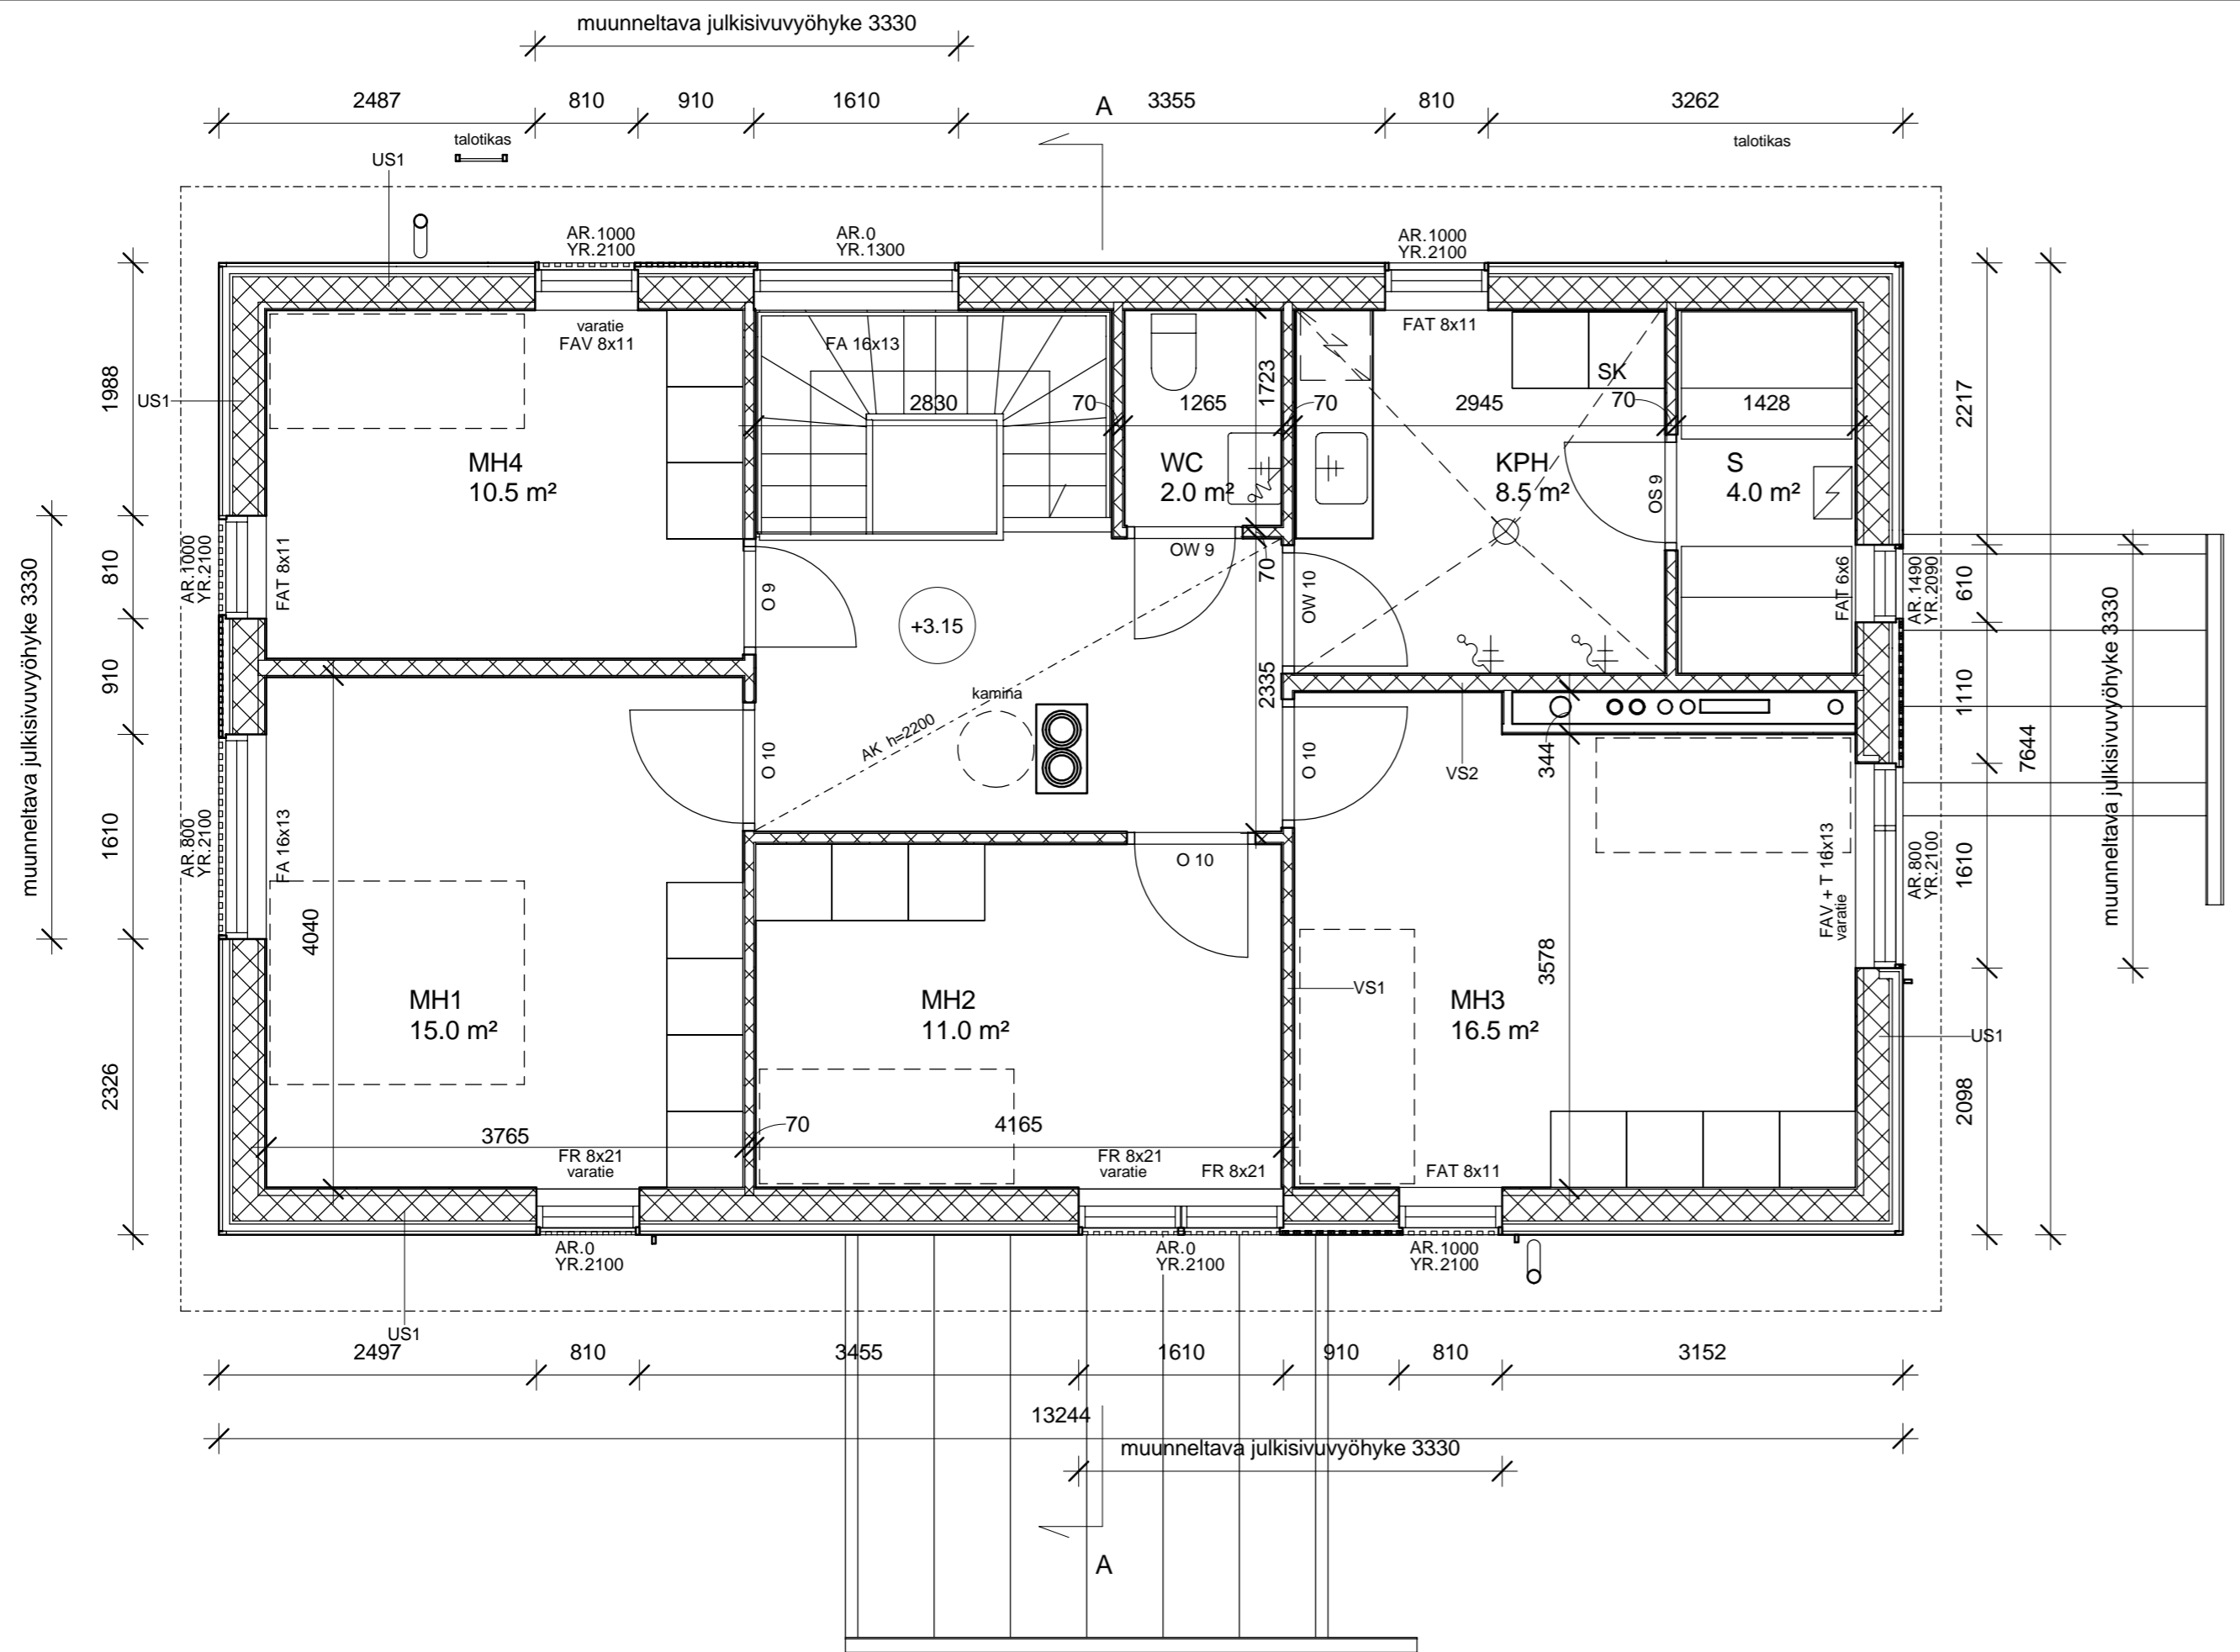 muunneltava julkisivuvyöhyke 3330
2487
810
910
1610
A
3355
810
3262
talotikas
talotikas
US1
AR.1000
YR.2100
AR.0
YR.1300
AR.1000
YR.2100
varatie
FAV 8x11
FA 16x13
FAT 8x11
SK
1988
US1
2830
70
1265
1723
70
2945
70
1428
2217
MH4
10.5 m²
WC
2.0 m²
KPH
8.5 m²
S
4.0 m²
OS 9
muunneltava julkisivuvyöhyke 3330
810
AR.1000
YR.2100
FAT 8x11
O 9
+3.15
OW 9
70
OW 10
FAT 6x6
AR.1490
YR.2090
610
muunneltava julkisivuvyöhyke 3330
910
kamina
AK h=2200
2335
O 10
O 10
344
VS2
1110
7644
1610
AR.800
YR.2100
FA 16x13
4040
O 10
3578
FAV + T 16x13
varatie
AR.800
YR.2100
1610
MH1
15.0 m²
MH2
11.0 m²
VS1
MH3
16.5 m²
US1
2326
2098
3765
70
4165
FR 8x21
varatie
FR 8x21
varatie
FR 8x21
FAT 8x11
AR.0
YR.2100
AR.0
YR.2100
AR.1000
YR.2100
US1
2497
810
3455
1610
910
810
3152
13244
muunneltava julkisivuvyöhyke 3330
A